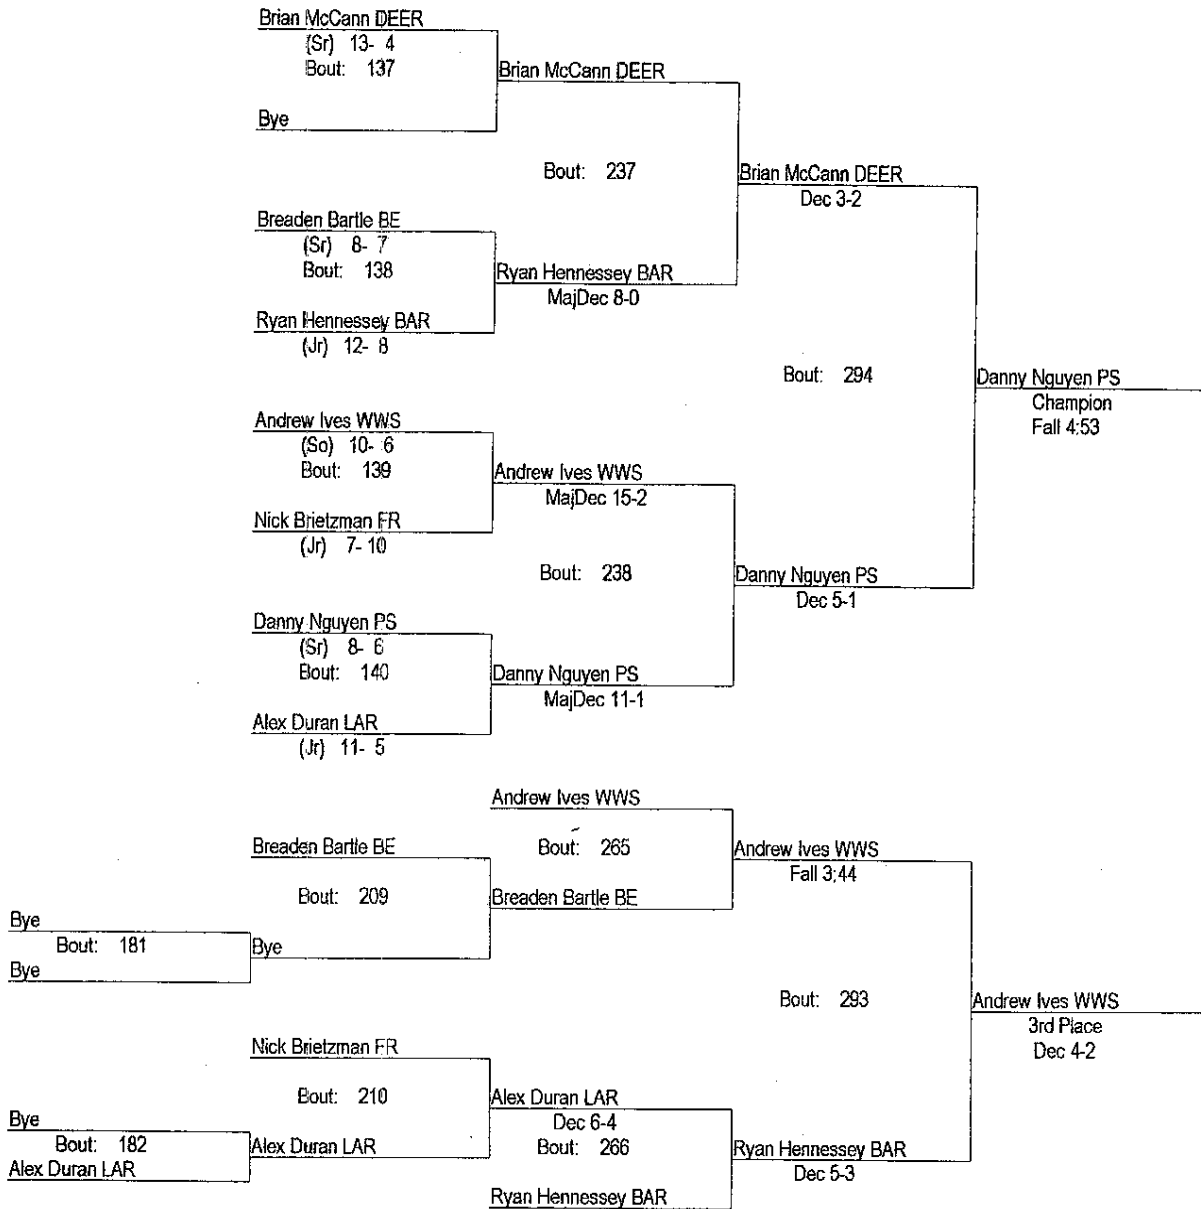 Brian McCann DEER
(Sr) 13- 4
Bout: 137
Brian McCann DEER
Bye
Bout: 237
Brian McCann DEER
Dec 3-2
Breaden Bartle BE
(Sr) 8- 7
Bout: 138
Ryan Hennessey BAR
MajDec 8-0
Ryan Hennessey BAR
(Jr) 12- 8
Bout: 294
Danny Nguyen PS
Champion
Fall 4:53
Andrew Ives WWS
(So) 10- 6
Bout: 139
Andrew Ives WWS
MajDec 15-2
Nick Brietzman FR
(Jr) 7- 10
Bout: 238
Danny Nguyen PS
Dec 5-1
Danny Nguyen PS
(Sr) 8- 6
Bout: 140
Danny Nguyen PS
MajDec 11-1
Alex Duran LAR
(Jr) 11- 5
Andrew Ives WWS
Breaden Bartle BE
Bout: 265
Andrew Ives WWS
Fall 3:44
Bout: 209
Breaden Bartle BE
Bye
Bout: 181
Bye
Bye
Bout: 293
Andrew Ives WWS
3rd Place
Dec 4-2
Nick Brietzman FR
Bout: 210
Alex Duran LAR
Dec 6-4
Bye
Bout: 182
Alex Duran LAR
Alex Duran LAR
Bout: 266
Ryan Hennessey BAR
Dec 5-3
Ryan Hennessey BAR